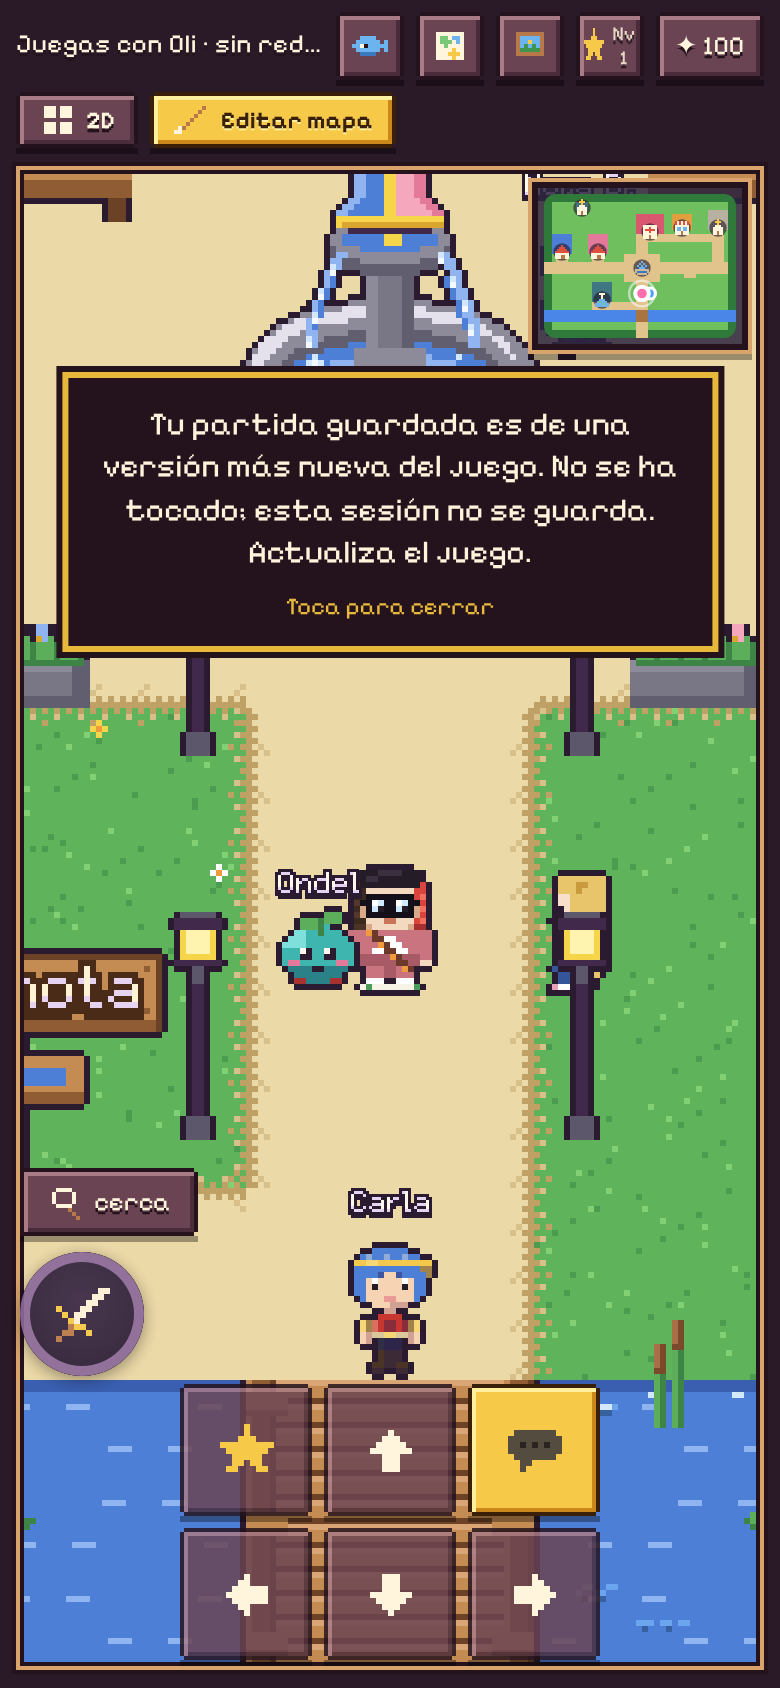 Juegas con Oli · sin red...
Nv
1
100
2D
Editar mapa
Tu partida guardada es de una
versión más nueva del juego. No se ha
tocado; esta sesión no se guarda.
Actualiza el juego.
Toca para cerrar
Ondel
nota
cerca
Carla